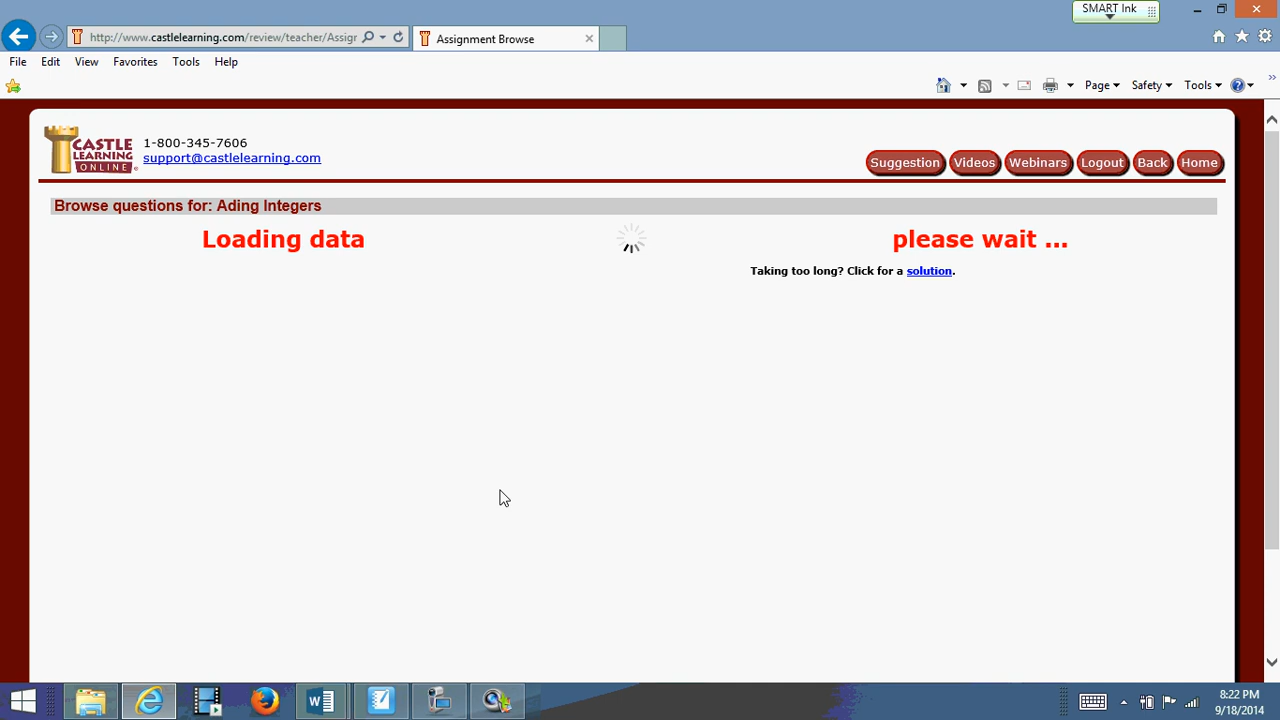 SMART Ink
http://www.castlelearning.com/review/teacher/Assigr
Assignment Browse
File Edit View Favorites Tools Help
Page Safety Tools
CASTLE LEARNING ONLINE
1-800-345-7606
support@castlelearning.com
Suggestion Videos Webinars Logout Back Home
Browse questions for: Ading Integers
Loading data please wait ...
Taking too long? Click for a solution.
8:22 PM
9/18/2014